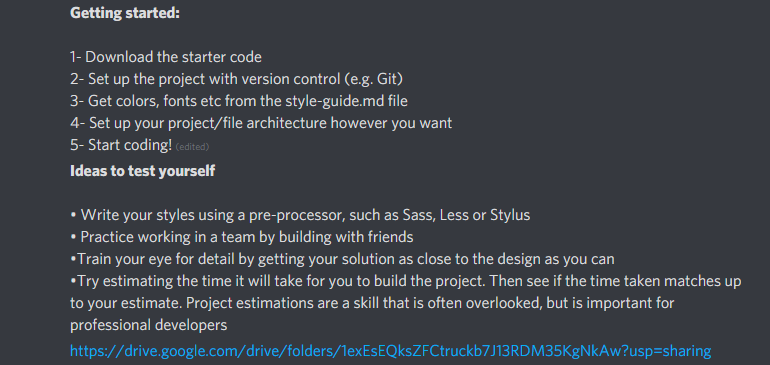 Getting started:
1- Download the starter code
2- Set up the project with version control (e.g. Git)
3- Get colors, fonts etc from the style-guide.md file
4- Set up your project/file architecture however you want
5- Start coding! (edited)
Ideas to test yourself
• Write your styles using a pre-processor, such as Sass, Less or Stylus
• Practice working in a team by building with friends
•Train your eye for detail by getting your solution as close to the design as you can
•Try estimating the time it will take for you to build the project. Then see if the time taken matches up
to your estimate. Project estimations are a skill that is often overlooked, but is important for
professional developers
https://drive.google.com/drive/folders/1exEsEQksZFCtruckb7J13RDM35KgNkAw?usp=sharing